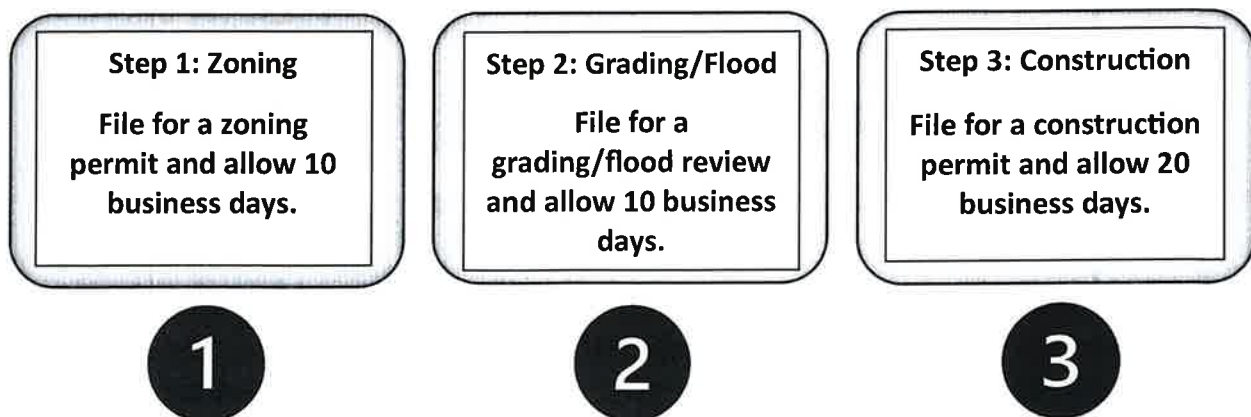 Step 1: Zoning
File for a zoning
permit and allow 10
business days.
Step 2: Grading/Flood
File for a
grading/flood review
and allow 10 business
days.
Step 3: Construction
File for a construction
permit and allow 20
business days.
1
2
3